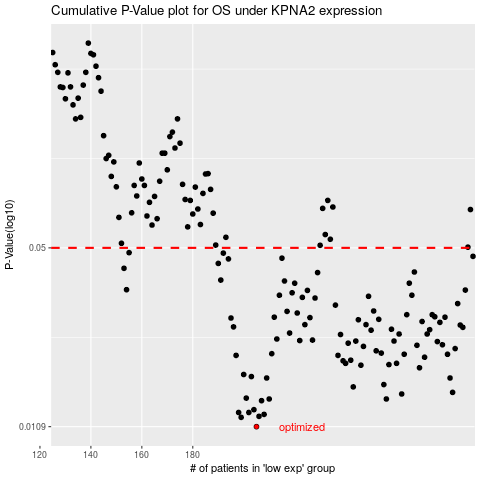 Cumulative P-Value plot for OS under KPNA2 expression
P-Value(log10)
0.05
0.0109
optimized
120 140 160 180
# of patients in 'low exp' group